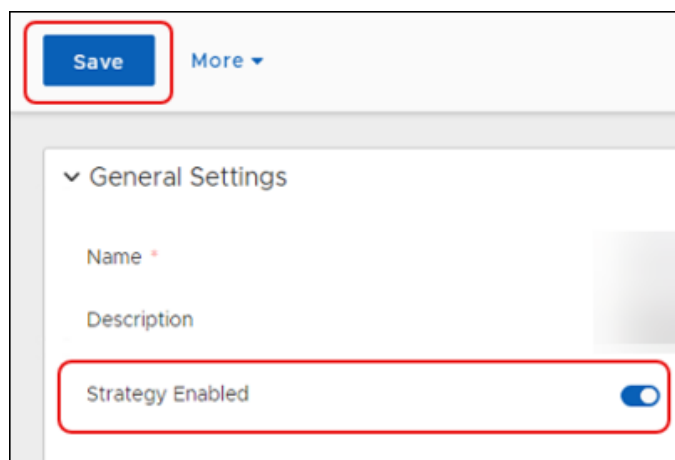 Save More
General Settings
Name *
Description
Strategy Enabled